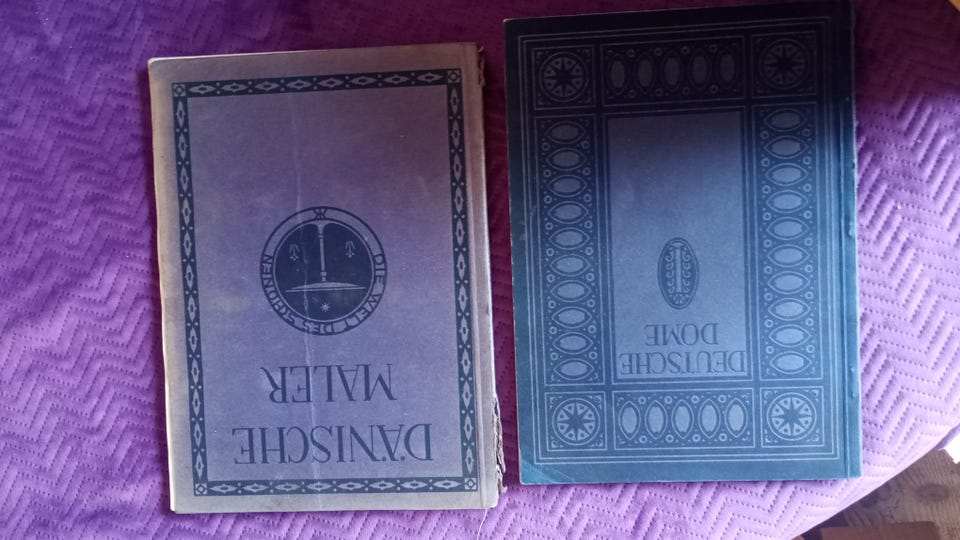 DÄNISCHE
MALER
DIE WELT DES SCHÖNEN
DEUTSCHE
DOME